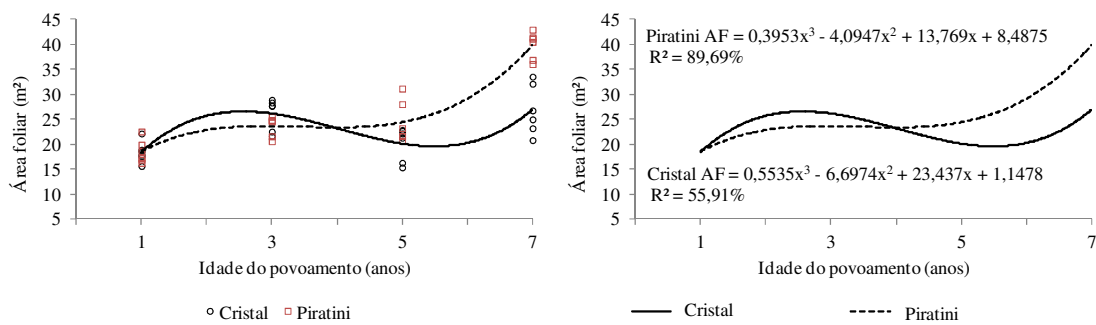 45
40
35
30
25
20
15
10
5
Área foliar (m²)
1 3 5 7
Idade do povoamento (anos)
Cristal Piratini
45
40
35
30
25
20
15
10
5
Área foliar (m²)
Piratini AF = 0,3953x³ - 4,0947x² + 13,769x + 8,4875
R² = 89,69%
Cristal AF = 0,5535x³ - 6,6974x² + 23,437x + 1,1478
R² = 55,91%
1 3 5 7
Idade do povoamento (anos)
Cristal Piratini